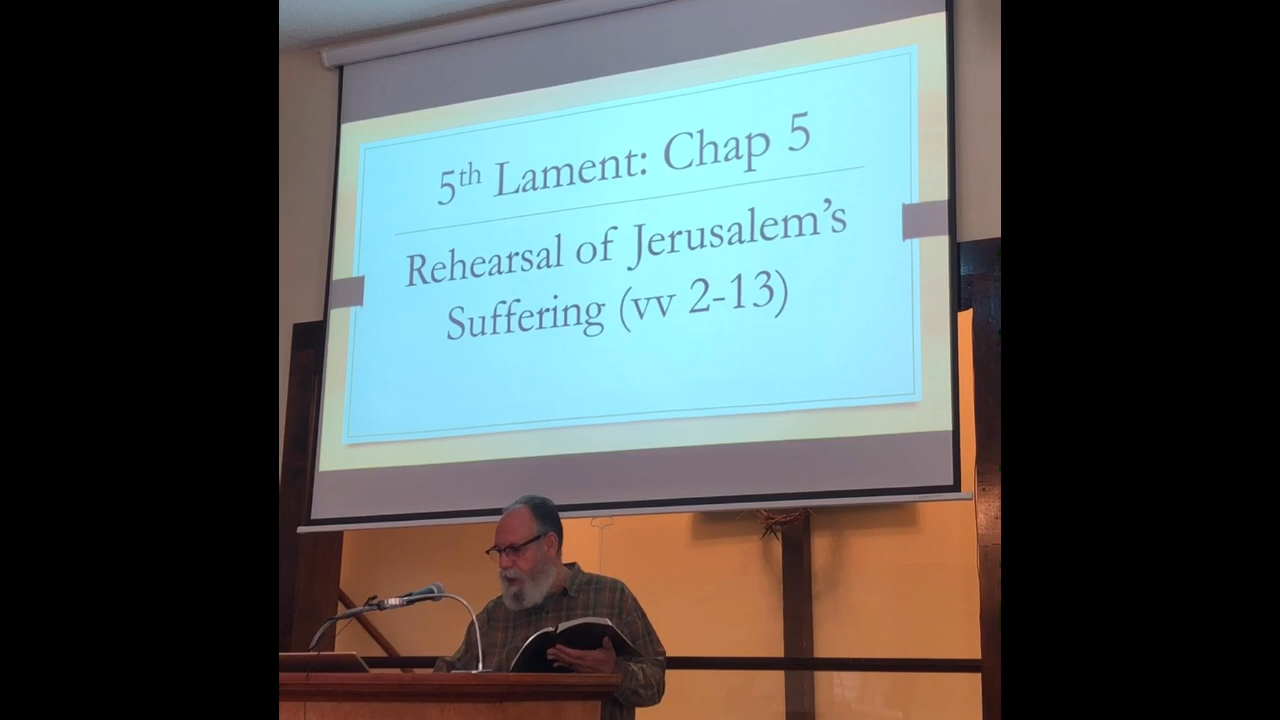 5th Lament: Chap 5
Rehearsal of Jerusalem's
Suffering (vv 2-13)